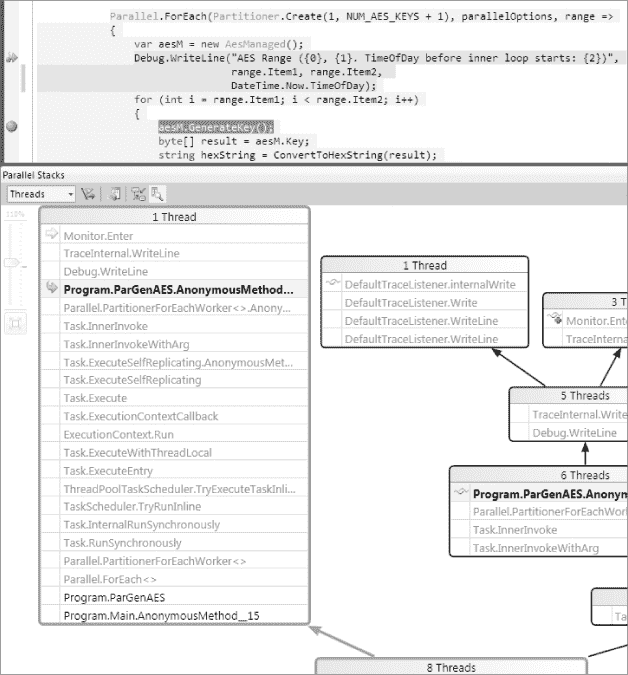 Parallel.ForEach(Partitioner.Create(1, NUM_AES_KEYS + 1), parallelOptions, range =>
{
var aesM = new AesManaged();
Debug.WriteLine("AES Range ({0}, {1}. TimeOfDay before inner loop starts: {2})",
range.Item1, range.Item2,
DateTime.Now.TimeOfDay);
for (int i = range.Item1; i < range.Item2; i++)
{
aesM.GenerateKey();
byte[] result = aesM.Key;
string hexString = ConvertToHexString(result);
Parallel Stacks
Threads
118%
1 Thread
Monitor.Enter
TraceInternal.WriteLine
Debug.WriteLine
Program.ParGenAES.AnonymousMethod...
Parallel.PartitionerForEachWorker<>.Anony...
Task.InnerInvoke
Task.InnerInvokeWithArg
Task.ExecuteSelfReplicating.AnonymousMet...
Task.ExecuteSelfReplicating
Task.Execute
Task.ExecutionContextCallback
ExecutionContext.Run
Task.ExecuteWithThreadLocal
Task.ExecuteEntry
ThreadPoolTaskScheduler.TryExecuteTaskInli...
TaskScheduler.TryRunInline
Task.InternalRunSynchronously
Task.RunSynchronously
Parallel.PartitionerForEachWorker<>
Parallel.ForEach<>
Program.ParGenAES
Program.Main.AnonymousMethod__15
1 Thread
DefaultTraceListener.internalWrite
DefaultTraceListener.Write
DefaultTraceListener.WriteLine
DefaultTraceListener.WriteLine
3 T
Monitor.Ente
TraceInterna
5 Threads
TraceInternal.Write
Debug.WriteLine
6 Threads
Program.ParGenAES.Anonym
Parallel.PartitionerForEachWork
Task.InnerInvoke
Task.InnerInvokeWithArg
Ta
8 Threads